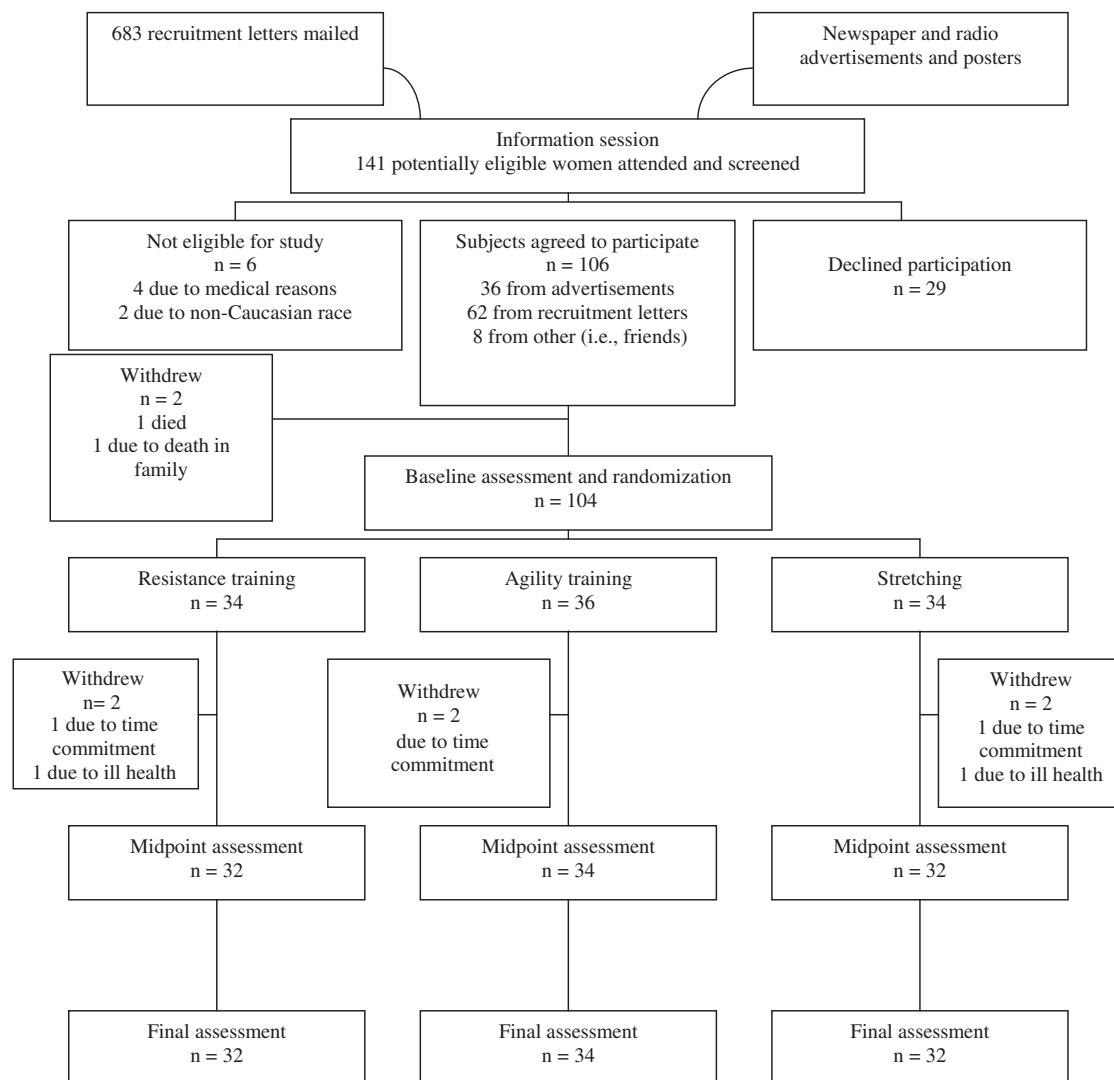 683 recruitment letters mailed
Newspaper and radio
advertisements and posters
Information session
141 potentially eligible women attended and screened
Not eligible for study
n = 6
4 due to medical reasons
2 due to non-Caucasian race
Subjects agreed to participate
n = 106
36 from advertisements
62 from recruitment letters
8 from other (i.e., friends)
Declined participation
n = 29
Withdrew
n = 2
1 died
1 due to death in
family
Baseline assessment and randomization
n = 104
Resistance training
n = 34
Agility training
n = 36
Stretching
n = 34
Withdrew
n= 2
1 due to time
commitment
1 due to ill health
Withdrew
n = 2
due to time
commitment
Withdrew
n = 2
1 due to time
commitment
1 due to ill health
Midpoint assessment
n = 32
Midpoint assessment
n = 34
Midpoint assessment
n = 32
Final assessment
n = 32
Final assessment
n = 34
Final assessment
n = 32